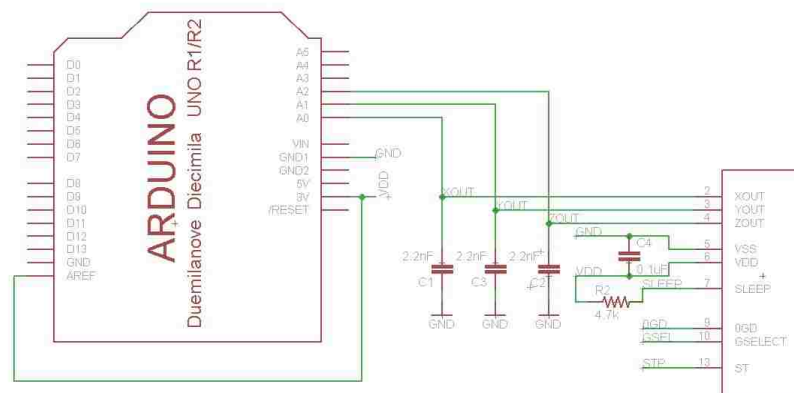 ARDUINO
Duemilanove Diecimila UNO R1/R2
D0
D1
D2
D3
D4
D5
D6
D7
D8
D9
D10
D11
D12
D13
GND
AREF
A5
A4
A3
A2
A1
A0
VIN
GND1
GND2
5V
3V
/RESET
GND
VDD
XOUT
YOUT
ZOUT
2.2nF
C1
GND
2.2nF
C3
GND
2.2nF
C2
GND
GND
C4
0.1uF
VDD
R2
4.7k
SLEEP
0GD
GSEL
STP
2 XOUT
3 YOUT
4 ZOUT
5 VSS
6 VDD
7 SLEEP
9 0GD
10 GSELECT
13 ST